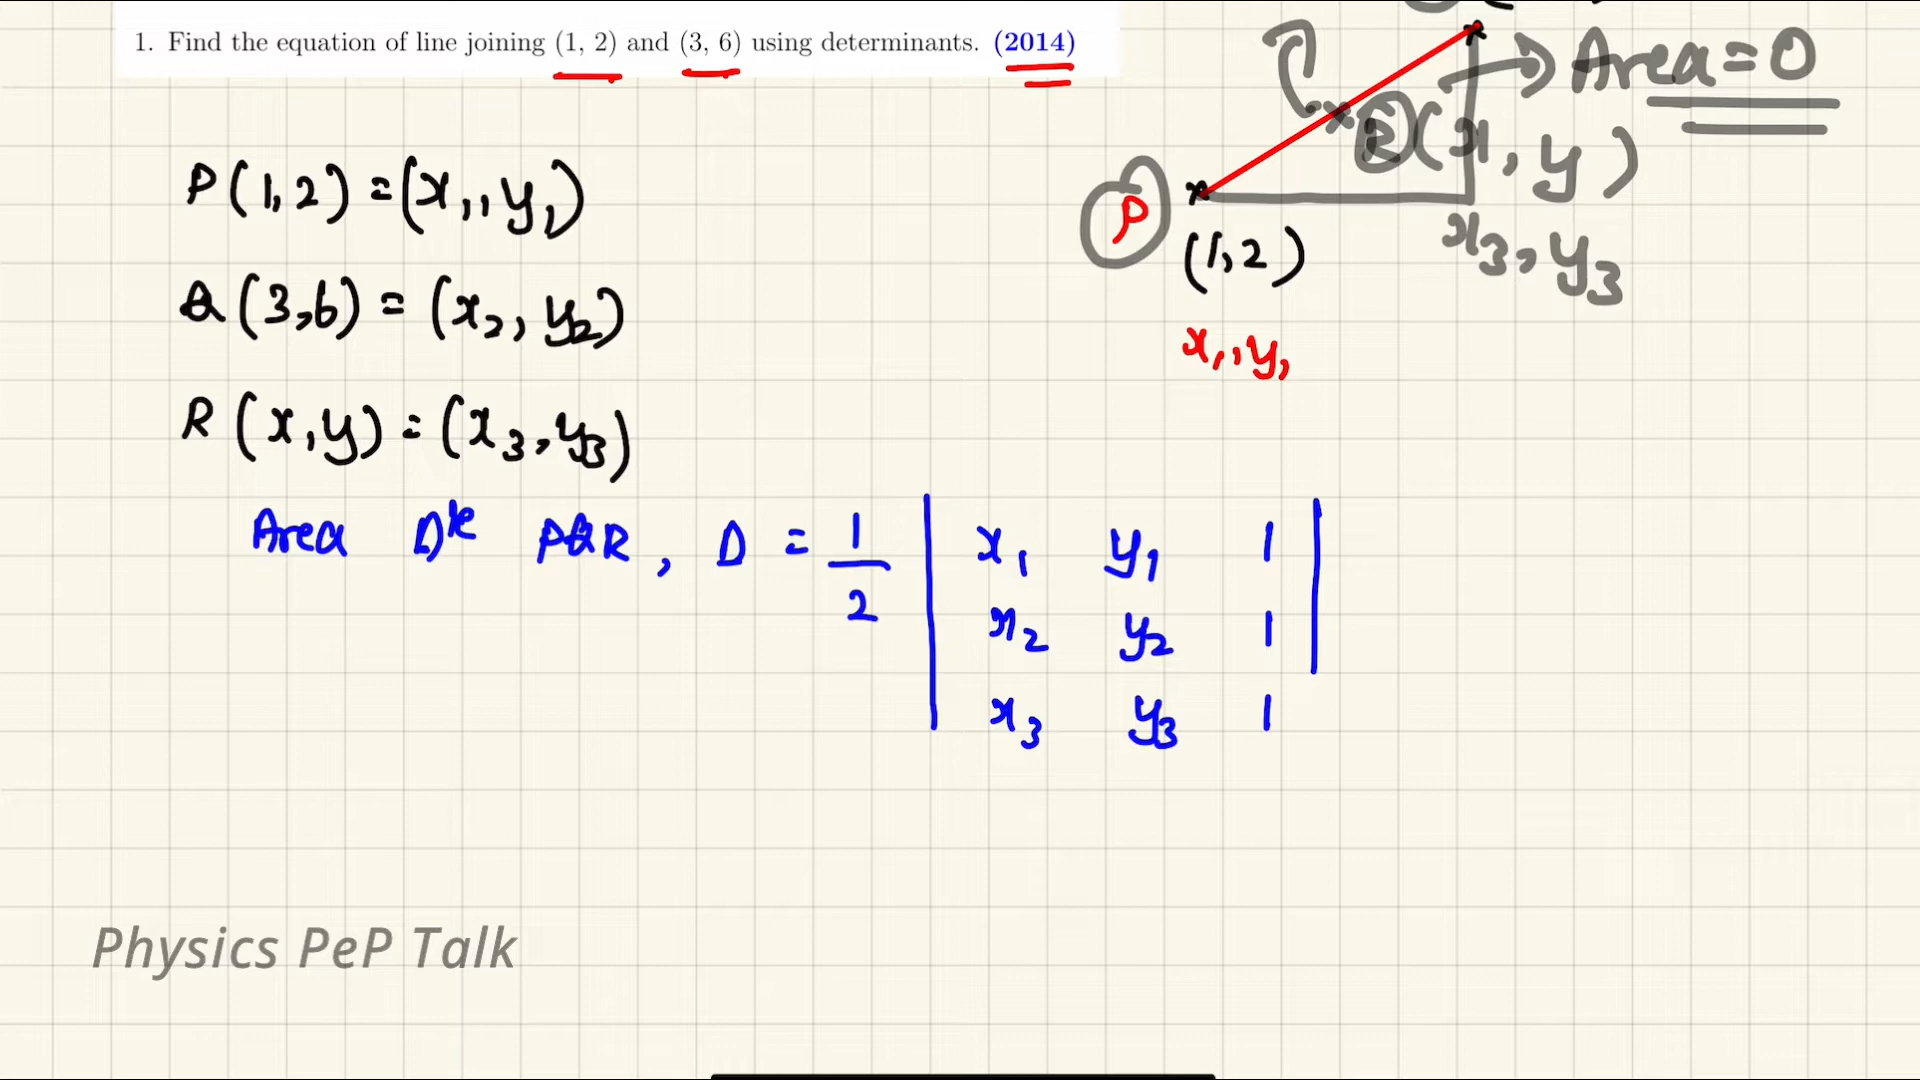 1. Find the equation of line joining (1, 2) and (3, 6) using determinants. (2014)
Area = 0
R (x, y)
P
(1,2)
x3, y3
x1, y1
P(1,2) = (x1, y1)
Q (3,6) = (x2, y2)
R (x,y) = (x3, y3)
Area Δle PQR, Δ = 1/2 | x1 y1 1 |
x2 y2 1
x3 y3 1
Physics PeP Talk